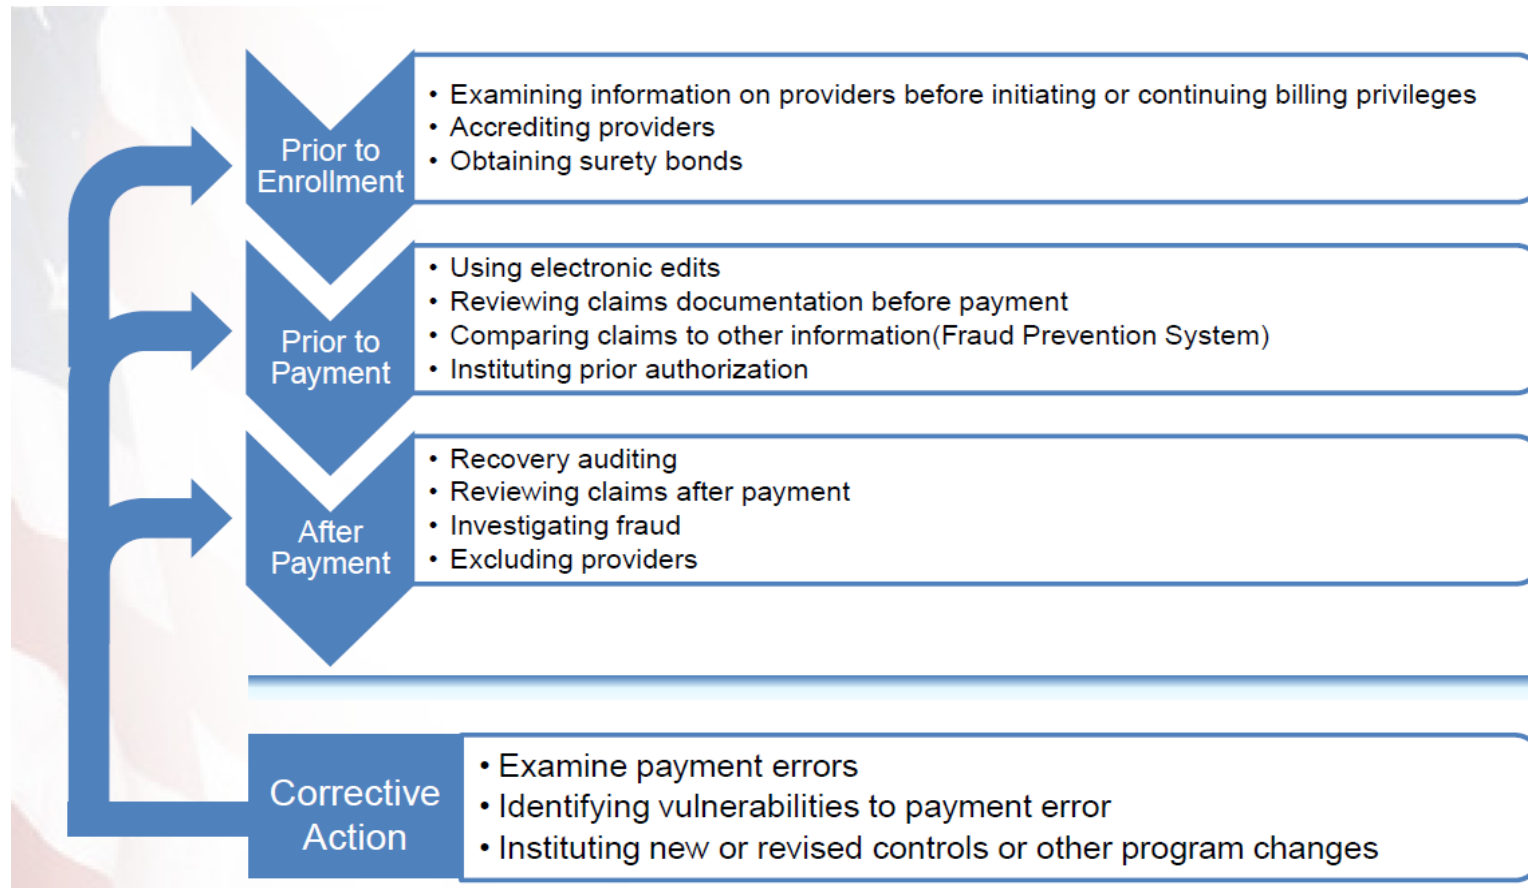 Prior to
Enrollment
• Examining information on providers before initiating or continuing billing privileges
• Accrediting providers
• Obtaining surety bonds
Prior to
Payment
• Using electronic edits
• Reviewing claims documentation before payment
• Comparing claims to other information(Fraud Prevention System)
• Instituting prior authorization
After
Payment
• Recovery auditing
• Reviewing claims after payment
• Investigating fraud
• Excluding providers
Corrective
Action
• Examine payment errors
• Identifying vulnerabilities to payment error
• Instituting new or revised controls or other program changes